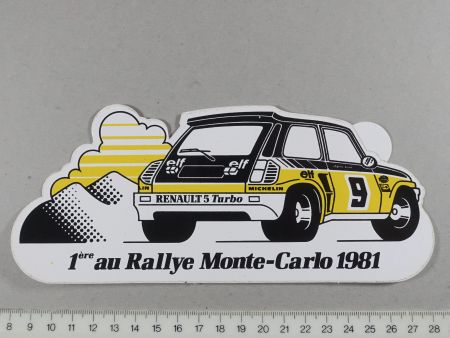 elf elf
elf
LIN MICHELIN
9
RENAULT 5 Turbo
1ère au Rallye Monte-Carlo 1981
8 9 10 11 12 13 14 15 16 17 18 19 20 21 22 23 24 25 26 27 28